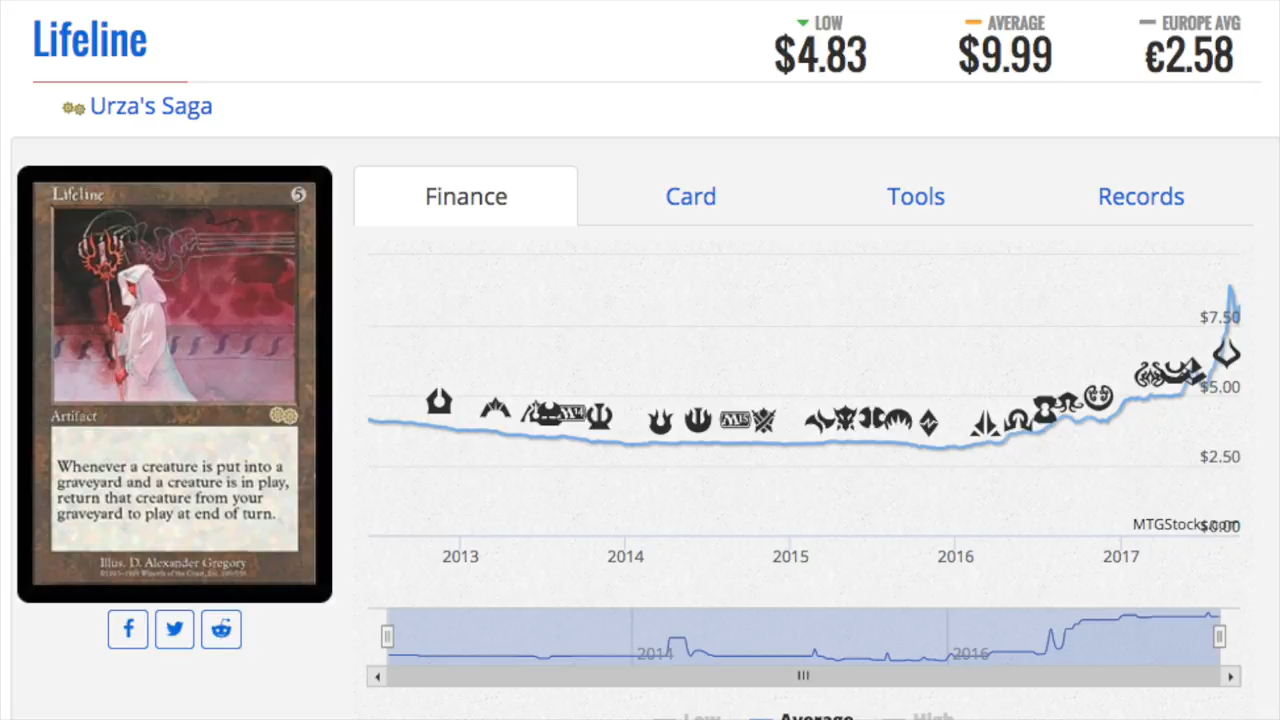 Lifeline
LOW
$4.83
AVERAGE
$9.99
EUROPE AVG
€2.58
Urza's Saga
Lifeline 5
Artifact
Whenever a creature is put into a
graveyard and a creature is in play,
return that creature from your
graveyard to play at end of turn.
Illus. D. Alexander Gregory
Finance
Card
Tools
Records
$7.50
$5.00
$2.50
$0.00
MTGStocks.com
2013
2014
2015
2016
2017
2014
2016
Low
Average
High